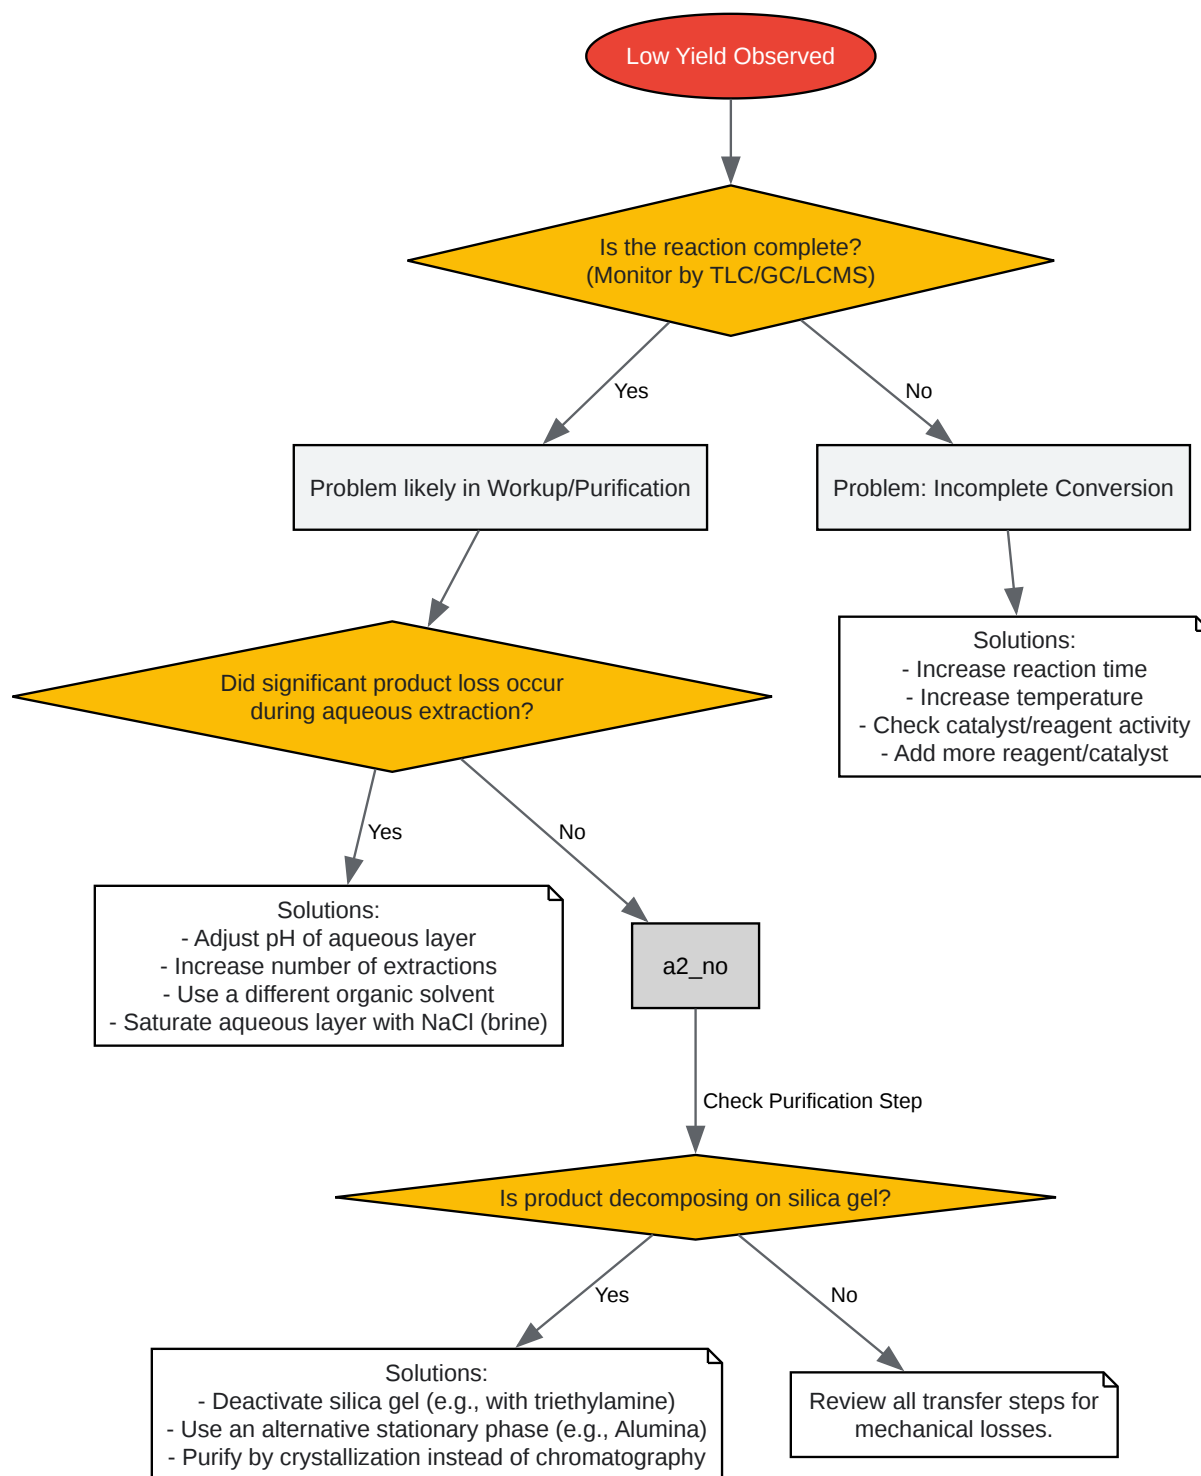 Low Yield Observed
Is the reaction complete?
(Monitor by TLC/GC/LCMS)
Yes
No
Problem likely in Workup/Purification
Problem: Incomplete Conversion
Did significant product loss occur
during aqueous extraction?
Solutions:
- Increase reaction time
- Increase temperature
- Check catalyst/reagent activity
- Add more reagent/catalyst
Yes
No
Solutions:
- Adjust pH of aqueous layer
- Increase number of extractions
- Use a different organic solvent
- Saturate aqueous layer with NaCl (brine)
a2_no
Check Purification Step
Is product decomposing on silica gel?
Yes
No
Solutions:
- Deactivate silica gel (e.g., with triethylamine)
- Use an alternative stationary phase (e.g., Alumina)
- Purify by crystallization instead of chromatography
Review all transfer steps for
mechanical losses.